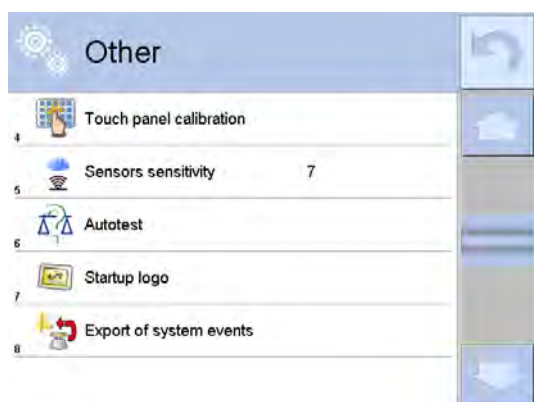 Other
4 Touch panel calibration
5 Sensors sensitivity 7
6 Autotest
7 Startup logo
8 Export of system events